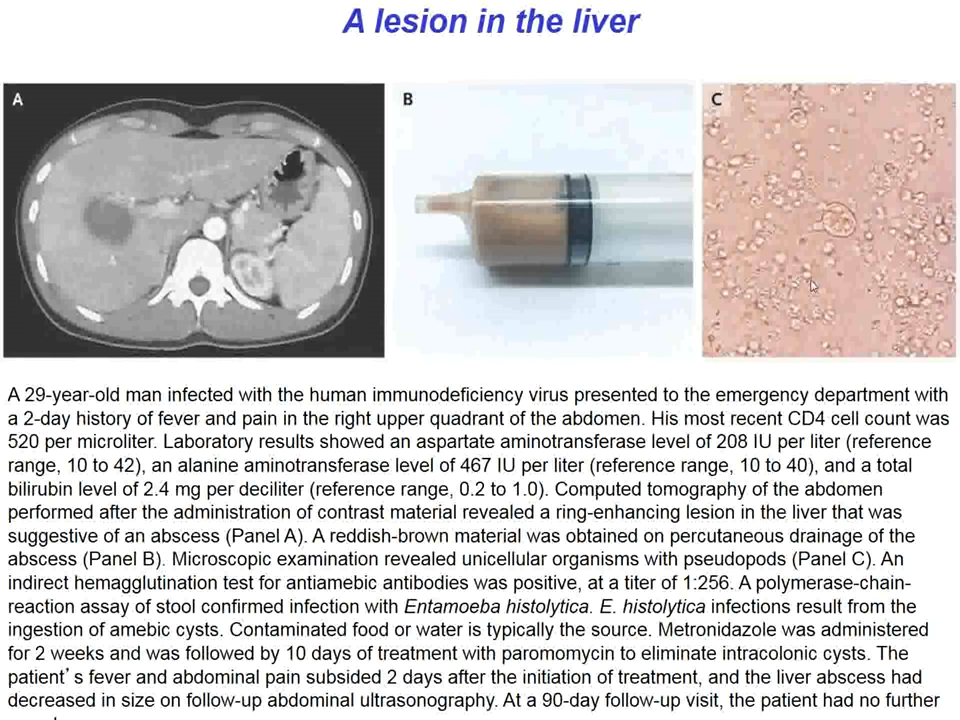 A lesion in the liver
A
B
C
A 29-year-old man infected with the human immunodeficiency virus presented to the emergency department with
a 2-day history of fever and pain in the right upper quadrant of the abdomen. His most recent CD4 cell count was
520 per microliter. Laboratory results showed an aspartate aminotransferase level of 208 IU per liter (reference
range, 10 to 42), an alanine aminotransferase level of 467 IU per liter (reference range, 10 to 40), and a total
bilirubin level of 2.4 mg per deciliter (reference range, 0.2 to 1.0). Computed tomography of the abdomen
performed after the administration of contrast material revealed a ring-enhancing lesion in the liver that was
suggestive of an abscess (Panel A). A reddish-brown material was obtained on percutaneous drainage of the
abscess (Panel B). Microscopic examination revealed unicellular organisms with pseudopods (Panel C). An
indirect hemagglutination test for antiamebic antibodies was positive, at a titer of 1:256. A polymerase-chain-
reaction assay of stool confirmed infection with Entamoeba histolytica. E. histolytica infections result from the
ingestion of amebic cysts. Contaminated food or water is typically the source. Metronidazole was administered
for 2 weeks and was followed by 10 days of treatment with paromomycin to eliminate intracolonic cysts. The
patient’s fever and abdominal pain subsided 2 days after the initiation of treatment, and the liver abscess had
decreased in size on follow-up abdominal ultrasonography. At a 90-day follow-up visit, the patient had no further